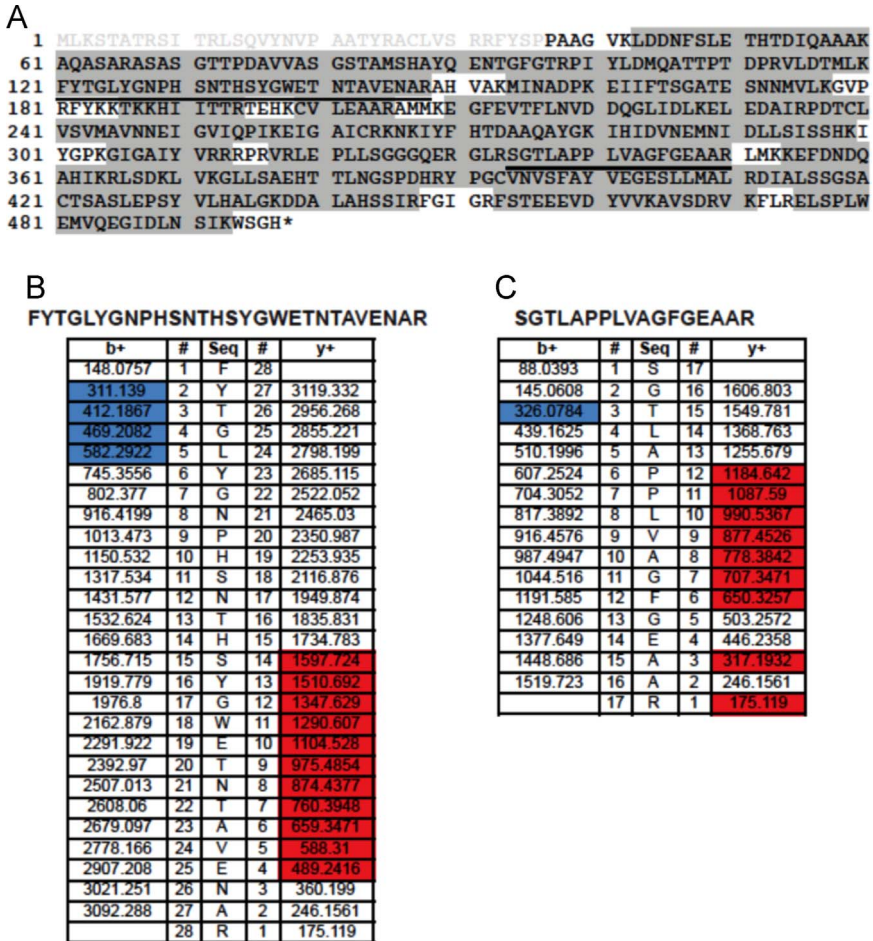 A
1 MLKSTATRSI TRLSQVYNVP AATYRACLVS RRFYSPPAAG VKLDDNFSLE THTDIQAAAK
61 AQASARASAS GTTPDAVVAS GSTAMSHAYQ ENTGFGTRPI YLDMQATTPT DPRVLDTMLK
121 FYTGLYGNPH SNTHSYGWET NTAVENARAH VAKMINADPK EIIFTSGATE SNNMVLKGVP
181 RFYKKTKKHI ITTRTEHKCV LEAARAMMKE GFEVTFLNVD DQGLIDLKEL EDAIRPDTCL
241 VSVMAVNNEI GVIQPIKEIG AICRKNKIYF HTDAAQAYGK IHIDVNEMNI DLLSISSHKI
301 YGPKGIGAIY VRRRPRVRLE PLLSGGGQER GLRSGTLAPP LVAGFGEAAR LMKKEFDNDQ
361 AHIKRLSDKL VKGLLSAEHT TLNGSPDHRY PGCVNVSFAY VEGESLLMAL RDIALSSGSA
421 CTSASLEPSY VLHALGKDDA LAHSSIRFGI GRFSTEEEVD YVVKAVSDRV KFLRELSPLW
481 EMVQEGIDLN SIKWSGH*
B
FYTGLYGNPHSNTHSYGWETNTAVENAR
b+ # Seq # y+
148.0757 1 F 28
311.139 2 Y 27 3119.332
412.1867 3 T 26 2956.268
469.2082 4 G 25 2855.221
582.2922 5 L 24 2798.199
745.3556 6 Y 23 2685.115
802.377 7 G 22 2522.052
916.4199 8 N 21 2465.03
1013.473 9 P 20 2350.987
1150.532 10 H 19 2253.935
1317.534 11 S 18 2116.876
1431.577 12 N 17 1949.874
1532.624 13 T 16 1835.831
1669.683 14 H 15 1734.783
1756.715 15 S 14 1597.724
1919.779 16 Y 13 1510.692
1976.8 17 G 12 1347.629
2162.879 18 W 11 1290.607
2291.922 19 E 10 1104.528
2392.97 20 T 9 975.4854
2507.013 21 N 8 874.4377
2608.06 22 T 7 760.3948
2679.097 23 A 6 659.3471
2778.166 24 V 5 588.31
2907.208 25 E 4 489.2416
3021.251 26 N 3 360.199
3092.288 27 A 2 246.1561
28 R 1 175.119
C
SGTLAPPLVAGFGEAAR
b+ # Seq # y+
88.0393 1 S 17
145.0608 2 G 16 1606.803
326.0784 3 T 15 1549.781
439.1625 4 L 14 1368.763
510.1996 5 A 13 1255.679
607.2524 6 P 12 1184.642
704.3052 7 P 11 1087.59
817.3892 8 L 10 990.5367
916.4576 9 V 9 877.4526
987.4947 10 A 8 778.3842
1044.516 11 G 7 707.3471
1191.585 12 F 6 650.3257
1248.606 13 G 5 503.2572
1377.649 14 E 4 446.2358
1448.686 15 A 3 317.1932
1519.723 16 A 2 246.1561
17 R 1 175.119